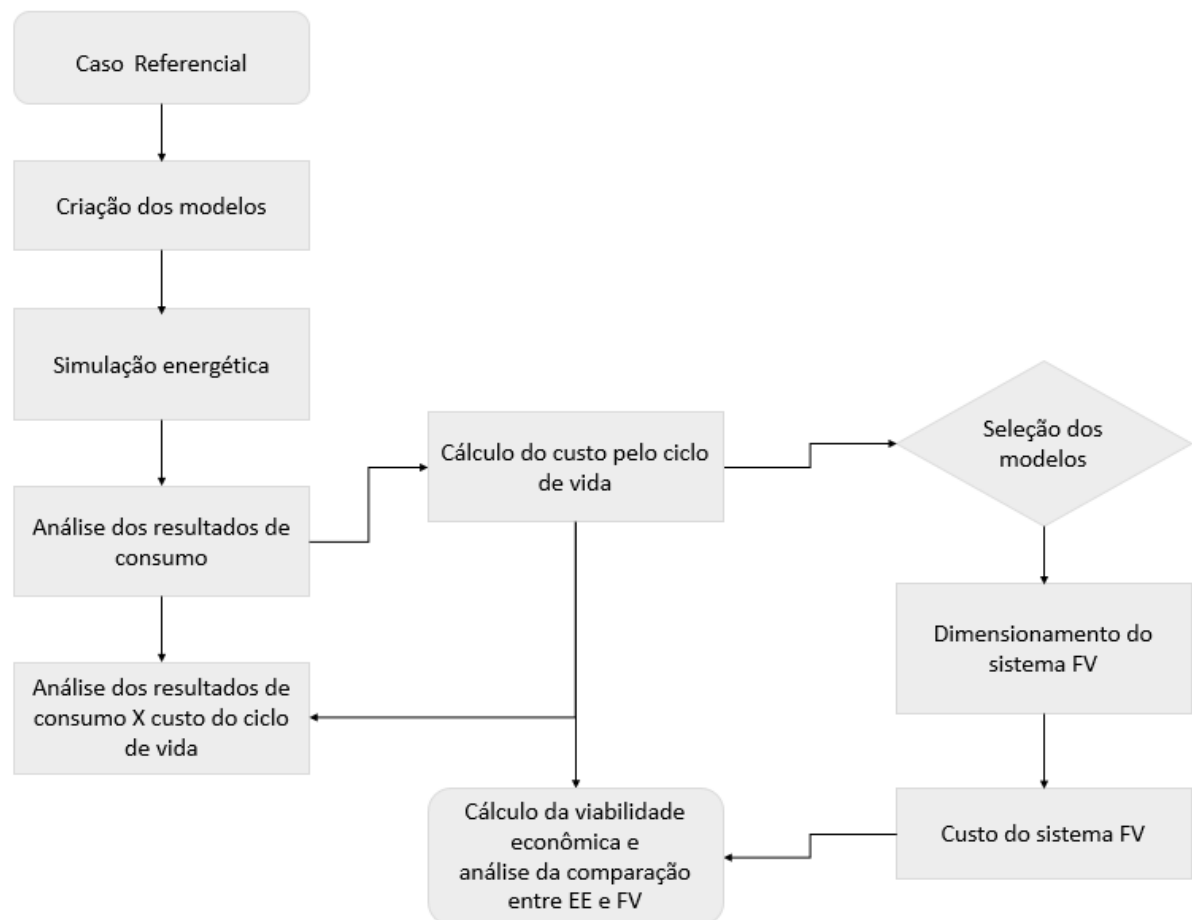 Caso Referencial
Criação dos modelos
Simulação energética
Análise dos resultados de
consumo
Análise dos resultados de
consumo X custo do ciclo
de vida
Cálculo do custo pelo ciclo
de vida
Seleção dos
modelos
Dimensionamento do
sistema FV
Custo do sistema FV
Cálculo da viabilidade
econômica e
análise da comparação
entre EE e FV